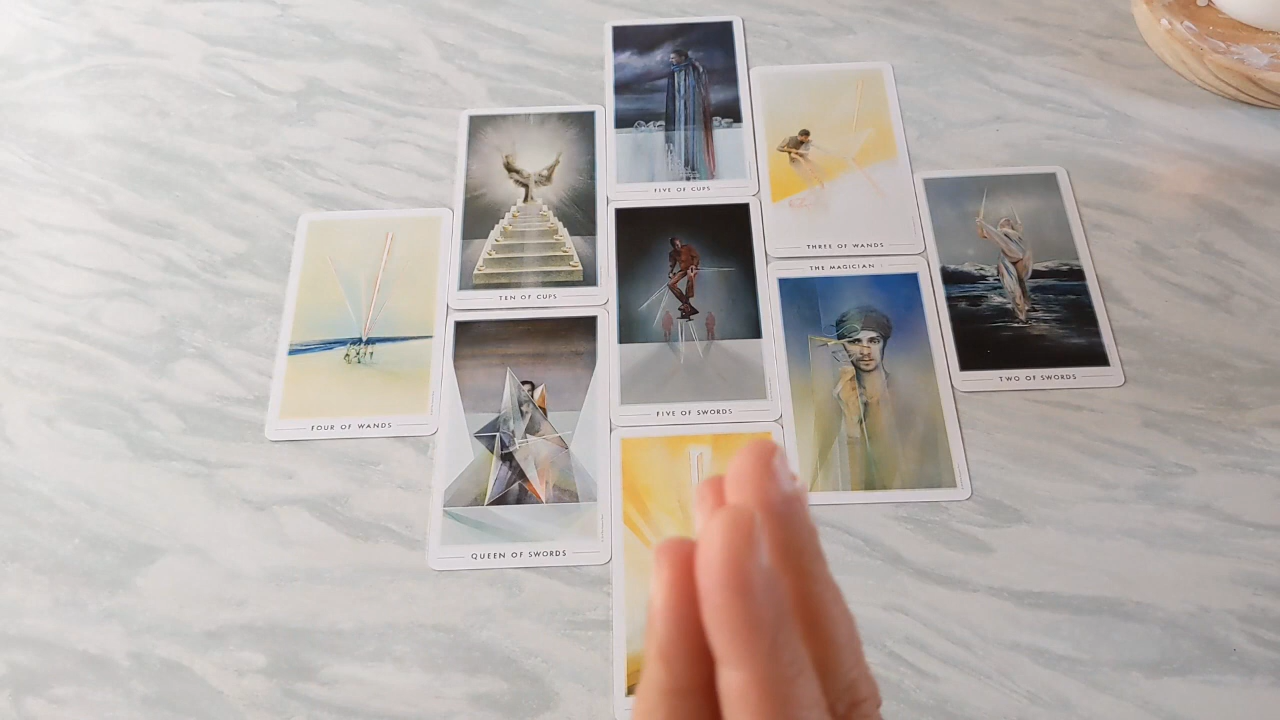 FIVE OF CUPS
THREE OF WANDS
TEN OF CUPS
THE MAGICIAN
TWO OF SWORDS
FIVE OF SWORDS
FOUR OF WANDS
QUEEN OF SWORDS